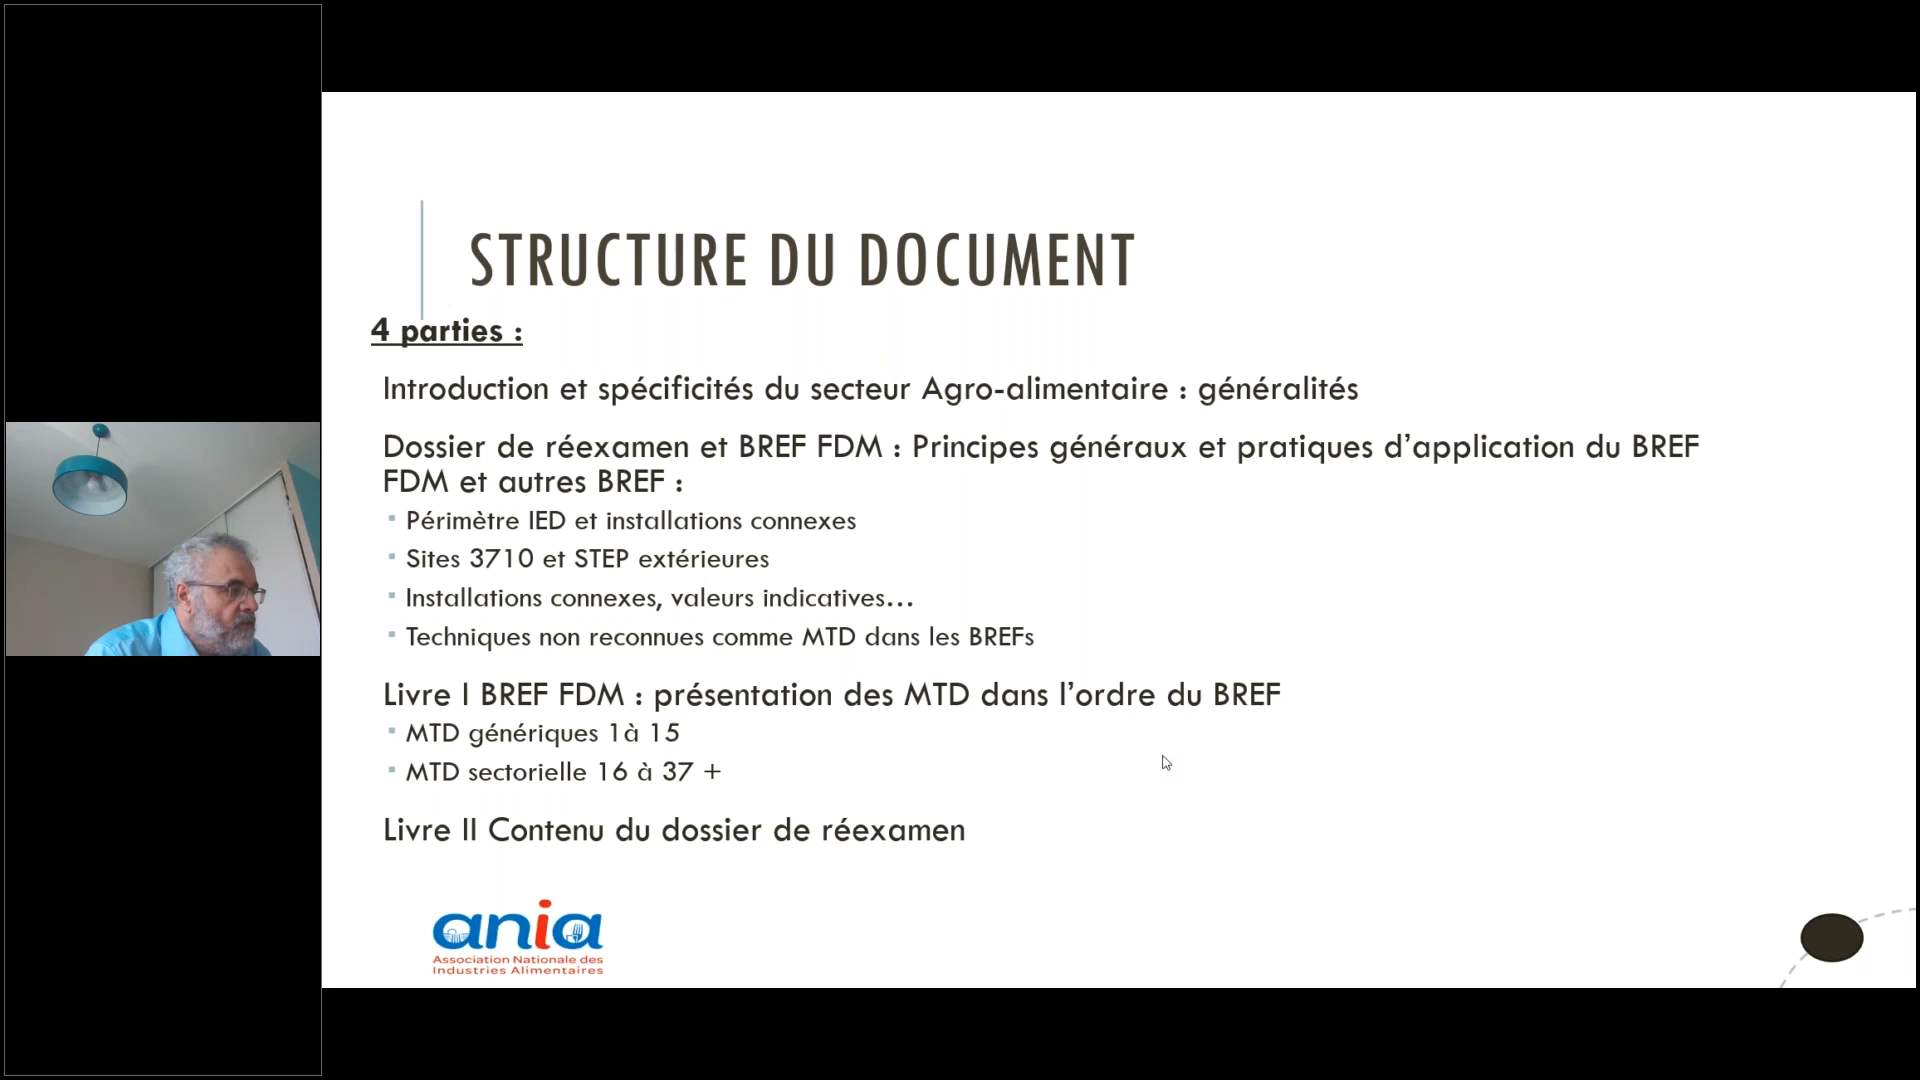 STRUCTURE DU DOCUMENT
4 parties :
Introduction et spécificités du secteur Agro-alimentaire : généralités
Dossier de réexamen et BREF FDM : Principes généraux et pratiques d’application du BREF
FDM et autres BREF :
▪ Périmètre IED et installations connexes
▪ Sites 3710 et STEP extérieures
▪ Installations connexes, valeurs indicatives…
▪ Techniques non reconnues comme MTD dans les BREFs
Livre I BREF FDM : présentation des MTD dans l’ordre du BREF
▪ MTD génériques 1à 15
▪ MTD sectorielle 16 à 37 +
Livre II Contenu du dossier de réexamen
ania
Association Nationale des
Industries Alimentaires